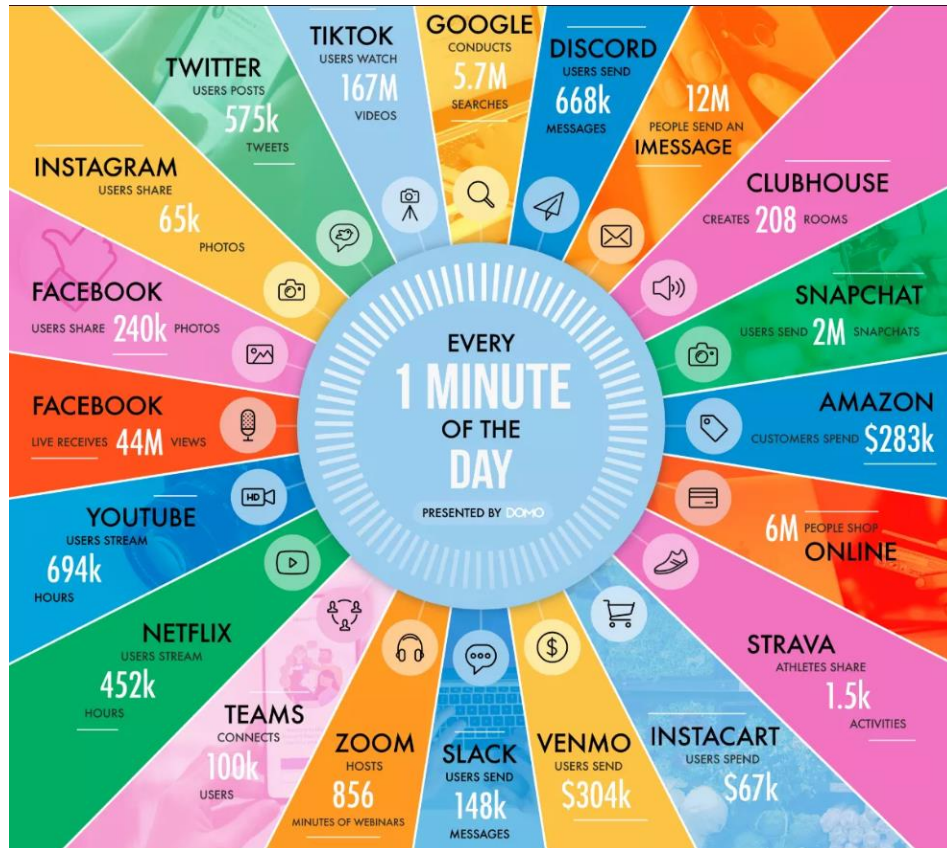 EVERY
1 MINUTE
OF THE
DAY
PRESENTED BY DOMO
GOOGLE
CONDUCTS
5.7M
SEARCHES
DISCORD
USERS SEND
668k
MESSAGES
12M
PEOPLE SEND AN
IMESSAGE
CLUBHOUSE
CREATES 208 ROOMS
SNAPCHAT
USERS SEND 2M SNAPCHATS
AMAZON
CUSTOMERS SPEND $283k
6M PEOPLE SHOP
ONLINE
STRAVA
ATHLETES SHARE
1.5k
ACTIVITIES
INSTACART
USERS SPEND
$67k
VENMO
USERS SEND
$304k
SLACK
USERS SEND
148k
MESSAGES
ZOOM
HOSTS
856
MINUTES OF WEBINARS
TEAMS
CONNECTS
100k
USERS
NETFLIX
USERS STREAM
452k
HOURS
YOUTUBE
USERS STREAM
694k
HOURS
HD
FACEBOOK
LIVE RECEIVES 44M VIEWS
FACEBOOK
USERS SHARE 240k PHOTOS
INSTAGRAM
USERS SHARE
65k
PHOTOS
TWITTER
USERS POSTS
575k
TWEETS
TIKTOK
USERS WATCH
167M
VIDEOS